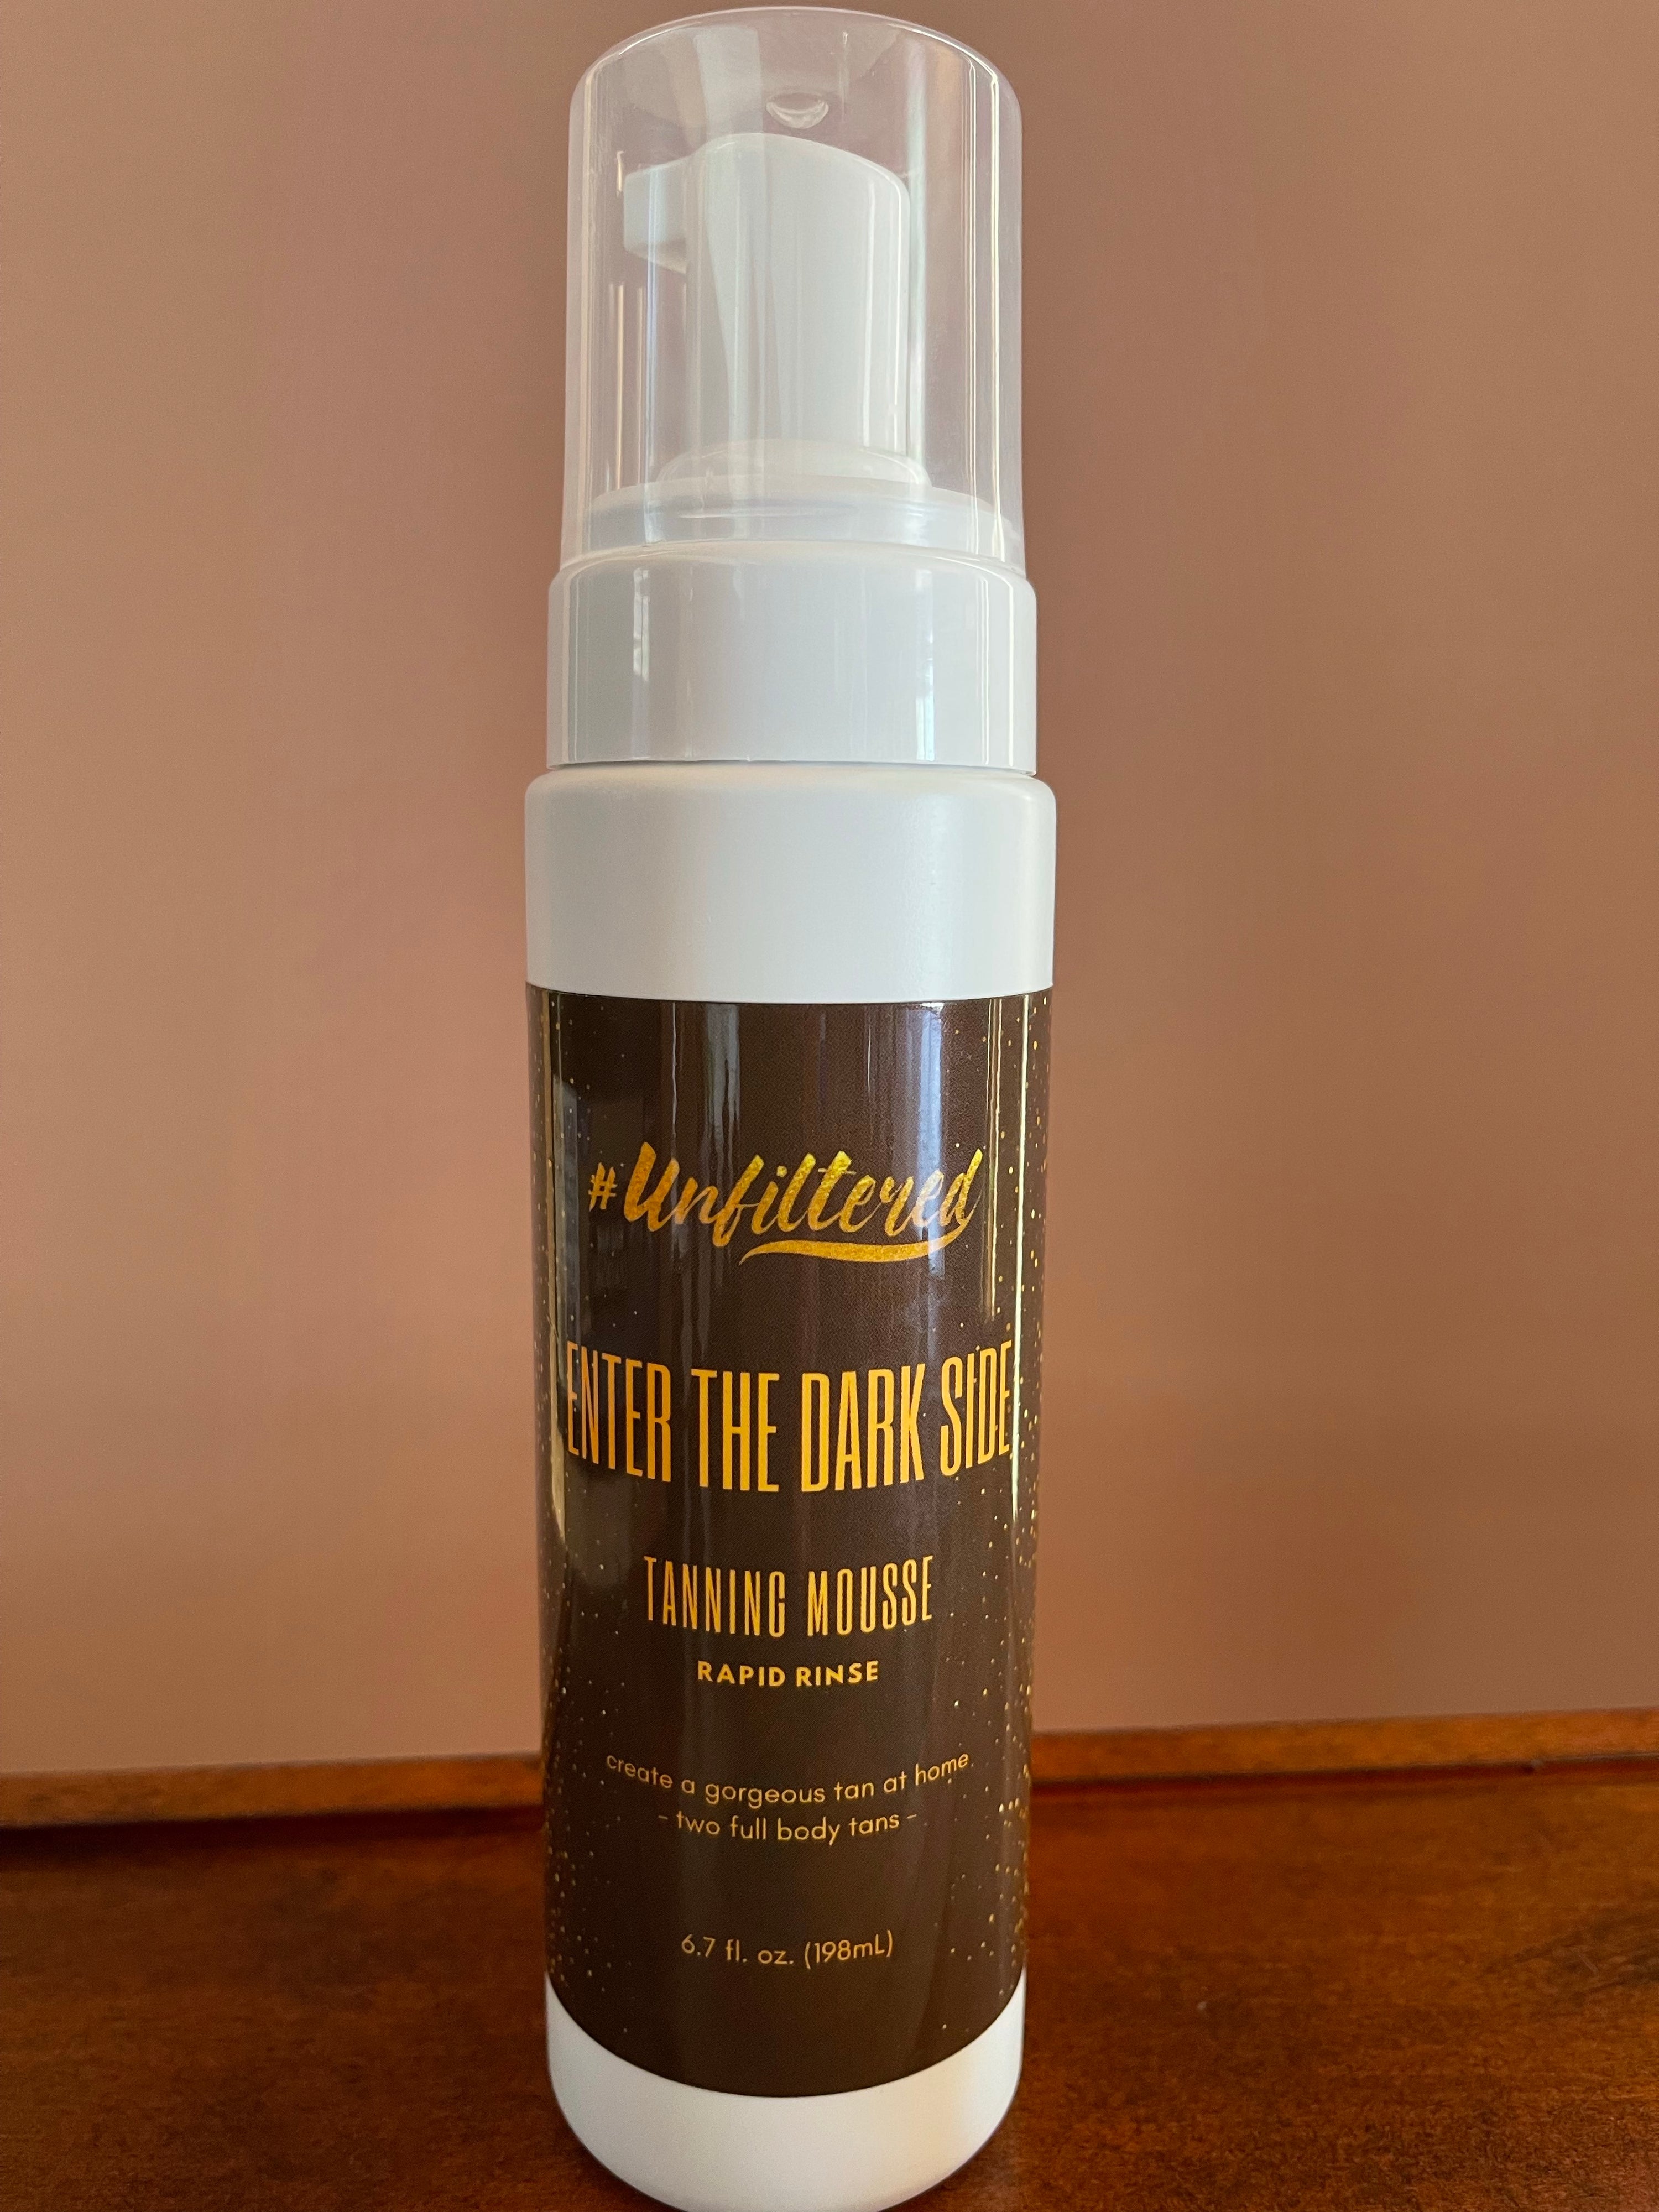 #Unfiltered
ENTER THE DARK SIDE
TANNING MOUSSE
RAPID RINSE
create a gorgeous tan at home
- two full body tans -
6.7 fl. oz. (198mL)